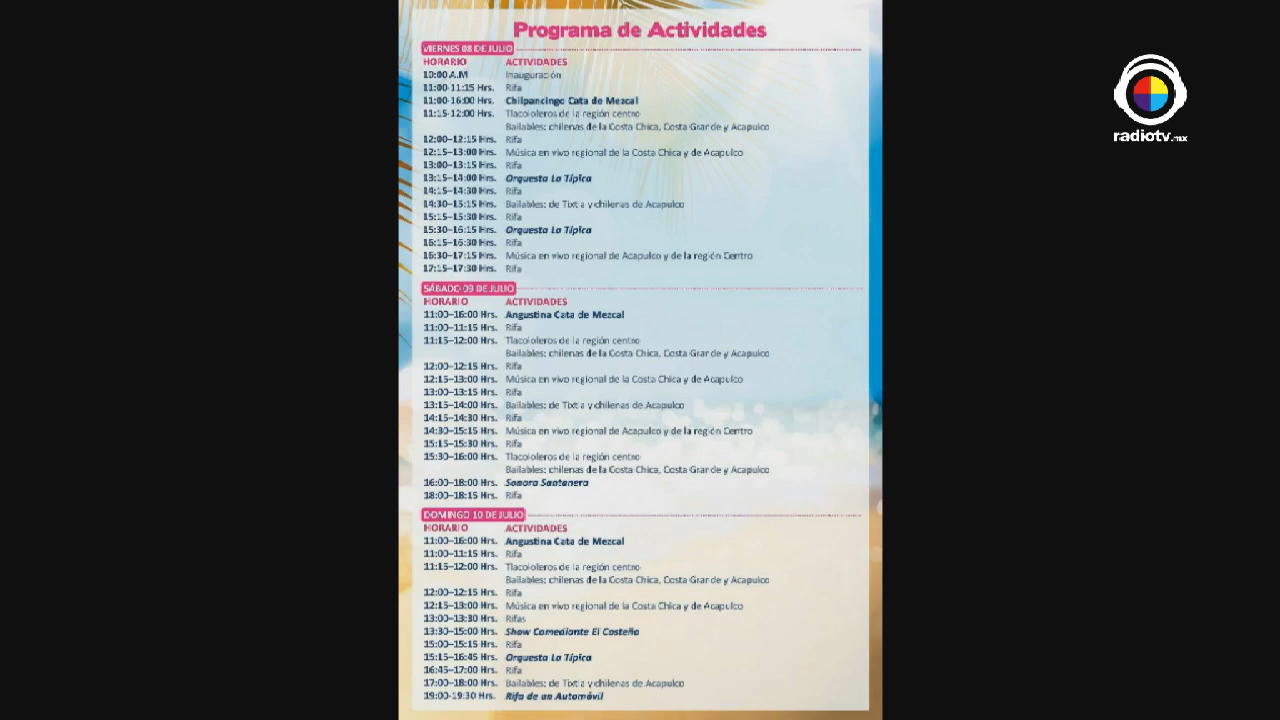 Programa de Actividades
VIERNES 08 DE JULIO
HORARIO ACTIVIDADES
10:00 A.M Inauguración
11:00-11:15 Hrs. Rifa
11:00-16:00 Hrs. Chilpancingo Cata de Mezcal
11:15-12:00 Hrs. Tlacololeros de la región centro
Bailables: chilenas de la Costa Chica, Costa Grande y Acapulco
12:00-12:15 Hrs. Rifa
12:15-13:00 Hrs. Música en vivo regional de la Costa Chica y de Acapulco
13:00-13:15 Hrs. Rifa
13:15-14:00 Hrs. Orquesta La Típica
14:15-14:30 Hrs. Rifa
14:30-15:15 Hrs. Bailables: de Tixtla y chilenas de Acapulco
15:15-15:30 Hrs. Rifa
15:30-16:15 Hrs. Orquesta La Típica
16:15-16:30 Hrs. Rifa
16:30-17:15 Hrs. Música en vivo regional de Acapulco y de la región Centro
17:15-17:30 Hrs. Rifa
SÁBADO 09 DE JULIO
HORARIO ACTIVIDADES
11:00-16:00 Hrs. Angustina Cata de Mezcal
11:00-11:15 Hrs. Rifa
11:15-12:00 Hrs. Tlacololeros de la región centro
Bailables: chilenas de la Costa Chica, Costa Grande y Acapulco
12:00-12:15 Hrs. Rifa
12:15-13:00 Hrs. Música en vivo regional de la Costa Chica y de Acapulco
13:00-13:15 Hrs. Rifa
13:15-14:00 Hrs. Bailables: de Tixtla y chilenas de Acapulco
14:15-14:30 Hrs. Rifa
14:30-15:15 Hrs. Música en vivo regional de Acapulco y de la región Centro
15:15-15:30 Hrs. Rifa
15:30-16:00 Hrs. Tlacololeros de la región centro
Bailables: chilenas de la Costa Chica, Costa Grande y Acapulco
16:00-18:00 Hrs. Sonora Santanera
18:00-18:15 Hrs. Rifa
DOMINGO 10 DE JULIO
HORARIO ACTIVIDADES
11:00-16:00 Hrs. Angustina Cata de Mezcal
11:00-11:15 Hrs. Rifa
11:15-12:00 Hrs. Tlacololeros de la región centro
Bailables: chilenas de la Costa Chica, Costa Grande y Acapulco
12:00-12:15 Hrs. Rifa
12:15-13:00 Hrs. Música en vivo regional de la Costa Chica y de Acapulco
13:00-13:30 Hrs. Rifas
13:30-15:00 Hrs. Show Comediante El Costeño
15:00-15:15 Hrs. Rifa
15:15-16:45 Hrs. Orquesta La Típica
16:45-17:00 Hrs. Rifa
17:00-18:00 Hrs. Bailables: de Tixtla y chilenas de Acapulco
19:00-19:30 Hrs. Rifa de un Automóvil
radiotv.mx